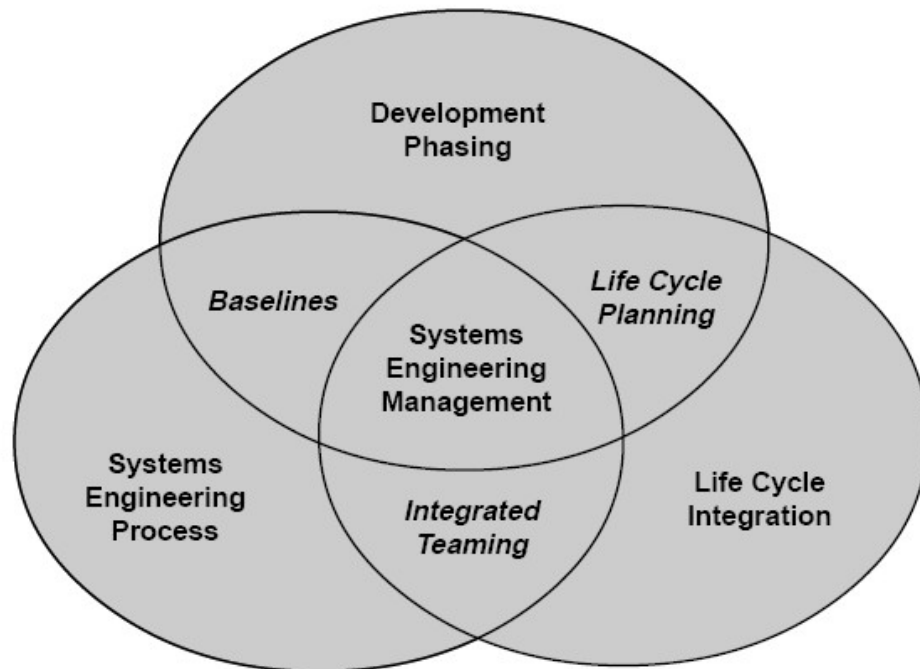 Development
Phasing
Baselines
Life Cycle
Planning
Systems
Engineering
Management
Systems
Engineering
Process
Integrated
Teaming
Life Cycle
Integration